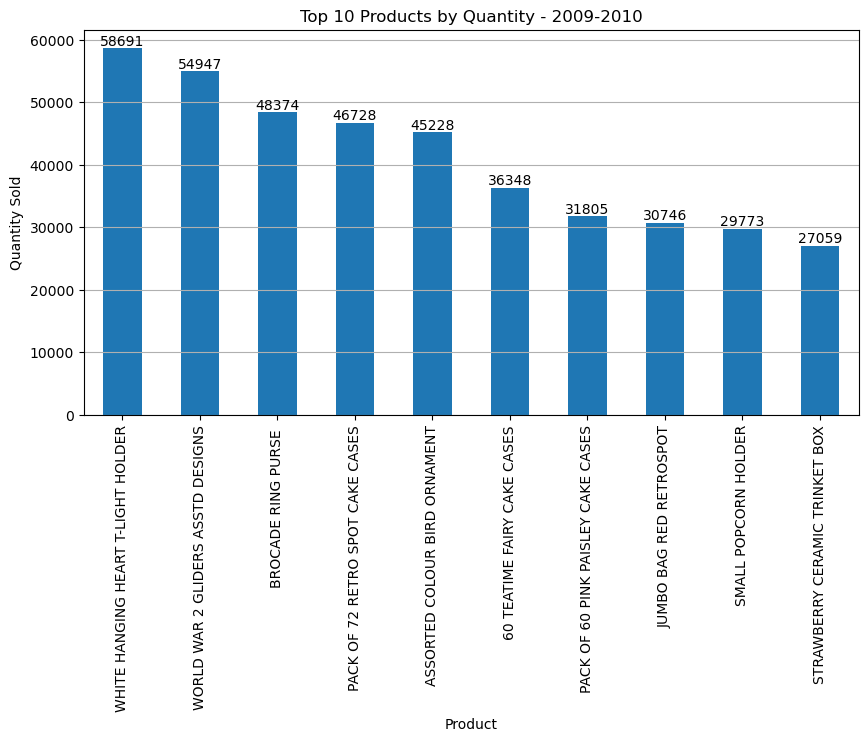 Top 10 Products by Quantity - 2009-2010
Quantity Sold
60000
50000
40000
30000
20000
10000
0
58691
54947
48374
46728
45228
36348
31805
30746
29773
27059
WHITE HANGING HEART T-LIGHT HOLDER
WORLD WAR 2 GLIDERS ASSTD DESIGNS
BROCADE RING PURSE
PACK OF 72 RETRO SPOT CAKE CASES
ASSORTED COLOUR BIRD ORNAMENT
60 TEATIME FAIRY CAKE CASES
PACK OF 60 PINK PAISLEY CAKE CASES
JUMBO BAG RED RETROSPOT
SMALL POPCORN HOLDER
STRAWBERRY CERAMIC TRINKET BOX
Product